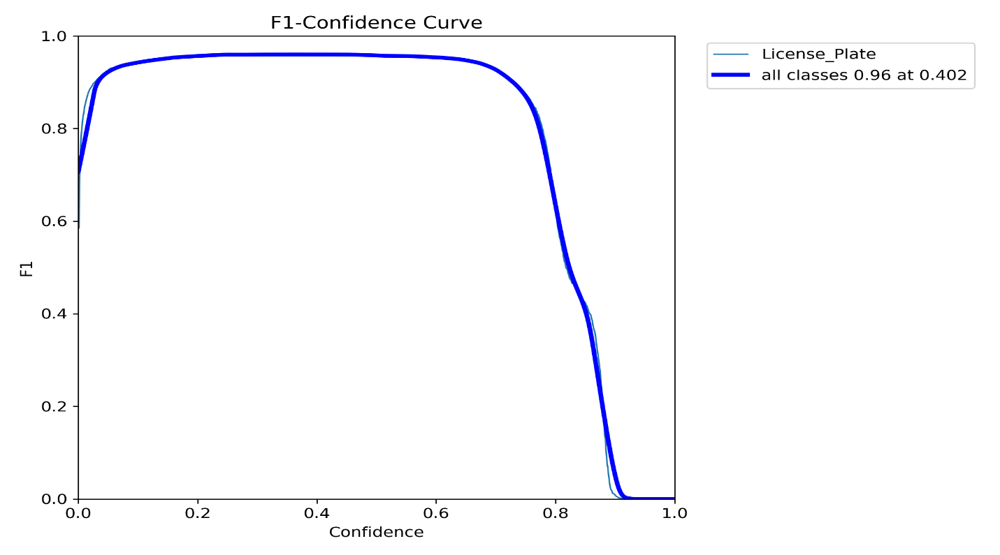 F1-Confidence Curve
1.0
0.8
0.6
0.4
0.2
0.0
F1
0.0 0.2 0.4 0.6 0.8 1.0
Confidence
License_Plate
all classes 0.96 at 0.402